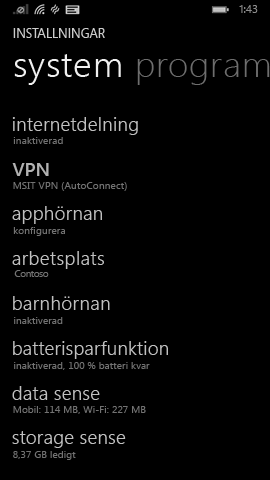 1:43
INSTÄLLNINGAR
system program
internetdelning
inaktiverad
VPN
MSIT VPN (AutoConnect)
apphörnan
konfigurera
arbetsplats
Contoso
barnhörnan
inaktiverad
batterisparfunktion
inaktiverad, 100 % batteri kvar
data sense
Mobil: 114 MB, Wi-Fi: 227 MB
storage sense
8,37 GB ledigt